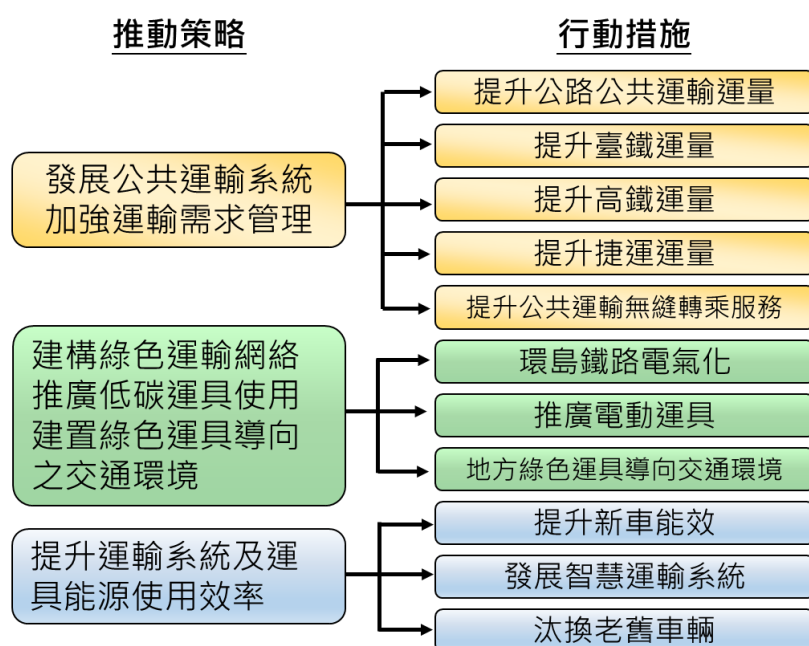 推動策略
行動措施
發展公共運輸系統
加強運輸需求管理
提升公路公共運輸運量
提升臺鐵運量
提升高鐵運量
提升捷運運量
提升公共運輸無縫轉乘服務
建構綠色運輸網絡
推廣低碳運具使用
建置綠色運具導向
之交通環境
環島鐵路電氣化
推廣電動運具
地方綠色運具導向交通環境
提升運輸系統及運
具能源使用效率
提升新車能效
發展智慧運輸系統
汰換老舊車輛